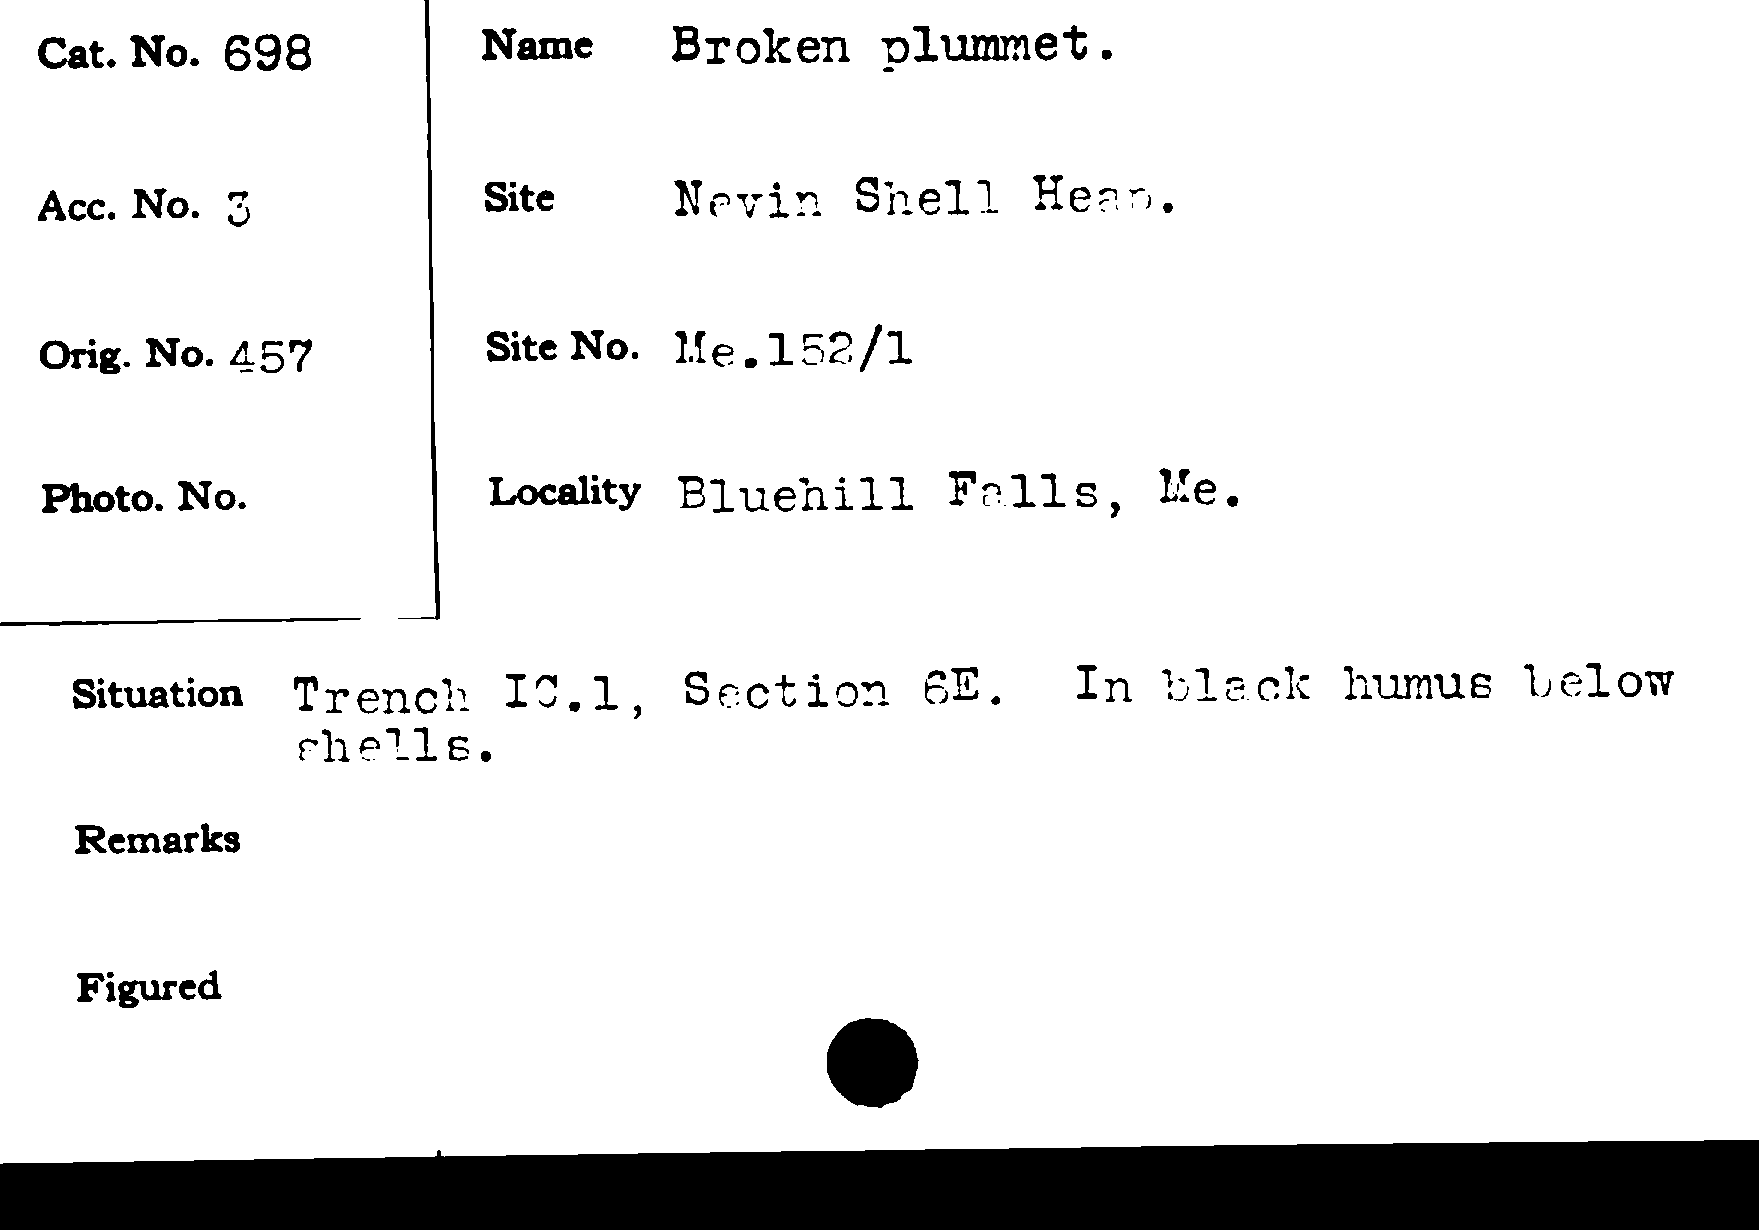 Cat. No. 698
Name Broken plummet.
Acc. No. 3
Site Nevin Shell Heap.
Orig. No. 457
Site No. Me.152/1
Photo. No.
Locality Bluehill Falls, Me.
Situation Trench IC.1, Section 6E. In black humus below
shells.
Remarks
Figured